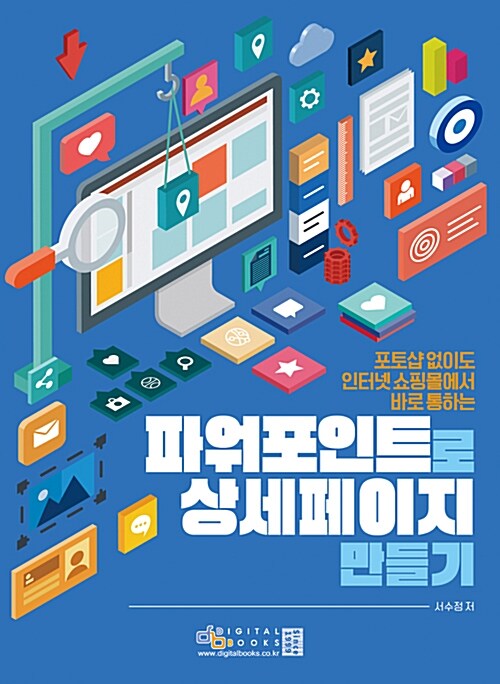 포토샵 없이도
인터넷 쇼핑몰에서
바로 통하는
파워포인트로
상세페이지
만들기
서수정 저
DIGITAL
BOOKS
Since
1999
www.digitalbooks.co.kr